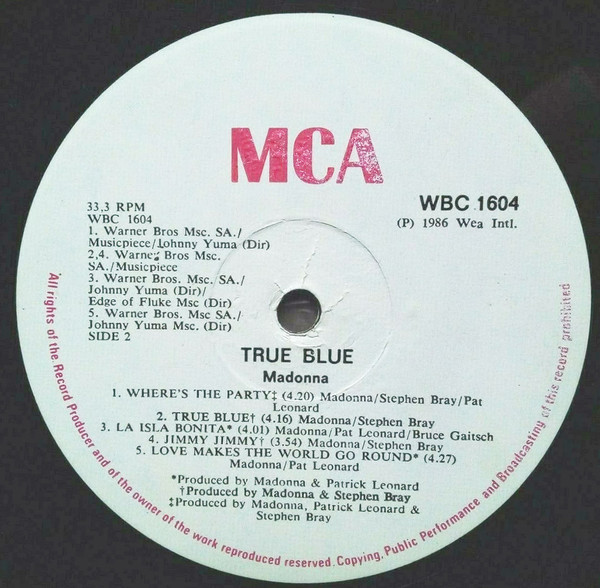 MCA
33,3 RPM
WBC 1604
1. Warner Bros Msc. SA./
Musicpiece/Johnny Yuma (Dir)
2,4. Warner Bros Msc.
SA./Musicpiece
3. Warner Bros. Msc. SA./
Johnny Yuma (Dir)/
Edge of Fluke Msc (Dir)
5. Warner Bros Msc. SA./
Johnny Yuma Msc. (Dir)
SIDE 2
WBC 1604
(P) 1986 Wea Intl.
TRUE BLUE
Madonna
1. WHERE'S THE PARTY‡ (4.20) Madonna/Stephen Bray/Pat
Leonard
2. TRUE BLUE† (4.16) Madonna/Stephen Bray
3. LA ISLA BONITA* (4.01) Madonna/Pat Leonard/Bruce Gaitsch
4. JIMMY JIMMY† (3.54) Madonna/Stephen Bray
5. LOVE MAKES THE WORLD GO ROUND* (4.27)
Madonna/Pat Leonard
*Produced by Madonna & Patrick Leonard
†Produced by Madonna & Stephen Bray
‡Produced by Madonna, Patrick Leonard &
Stephen Bray
All rights of the Record Producer and of the owner of the work reproduced reserved. Copying, Public Performance and Broadcasting of this record prohibited